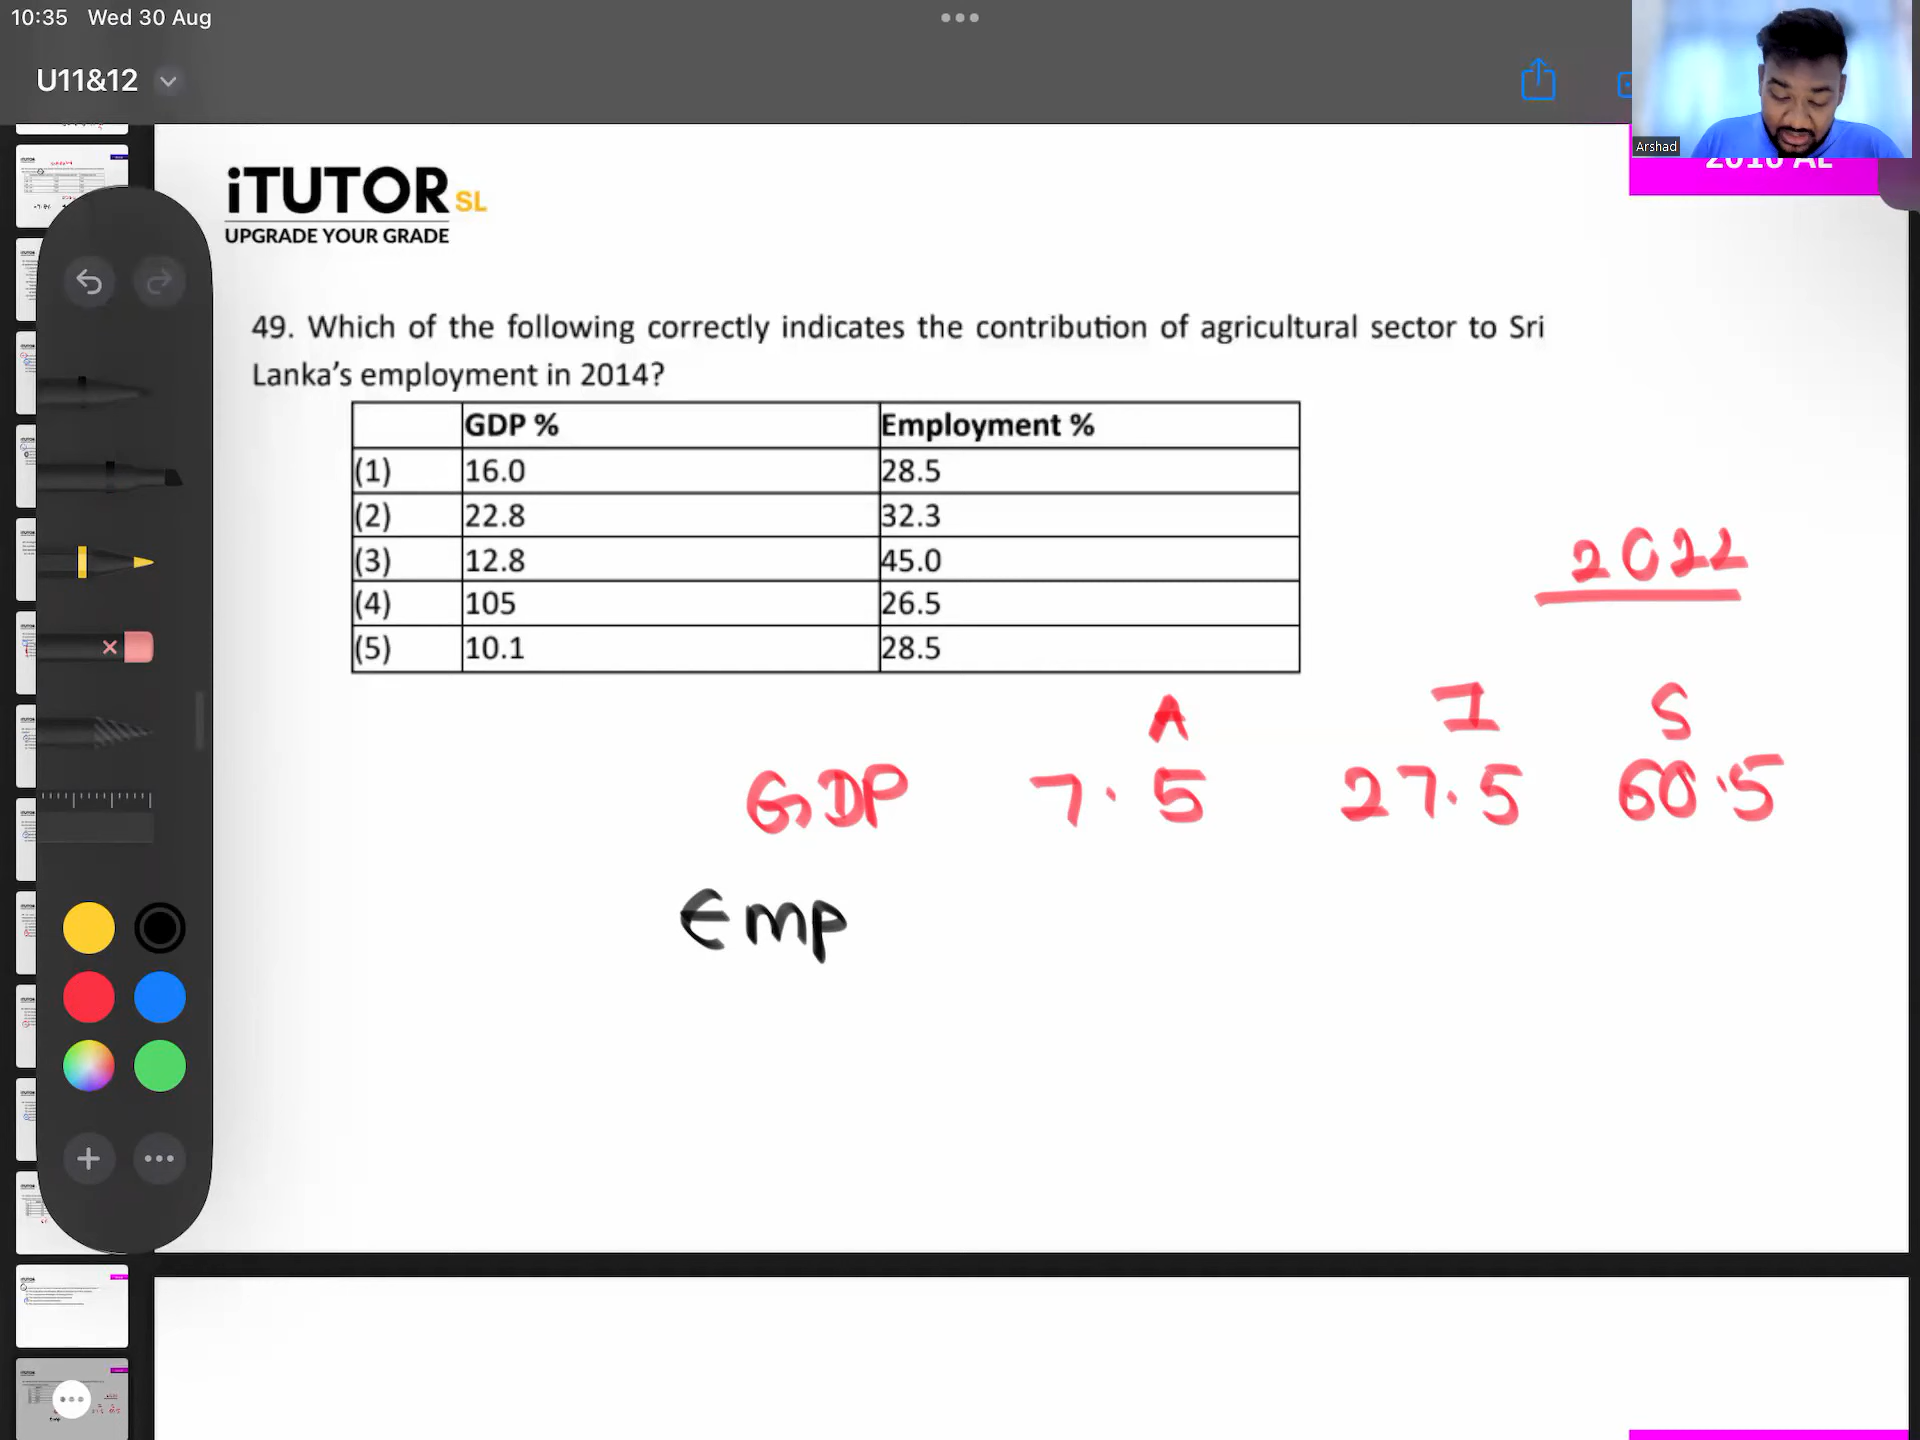 10:35 Wed 30 Aug
U11&12
Arshad
2016 AL
iTUTOR SL
UPGRADE YOUR GRADE
49. Which of the following correctly indicates the contribution of agricultural sector to Sri
Lanka's employment in 2014?
GDP % Employment %
(1) 16.0 28.5
(2) 22.8 32.3
(3) 12.8 45.0
(4) 105 26.5
(5) 10.1 28.5
2022
A I S
GDP 7.5 27.5 60.5
Emp